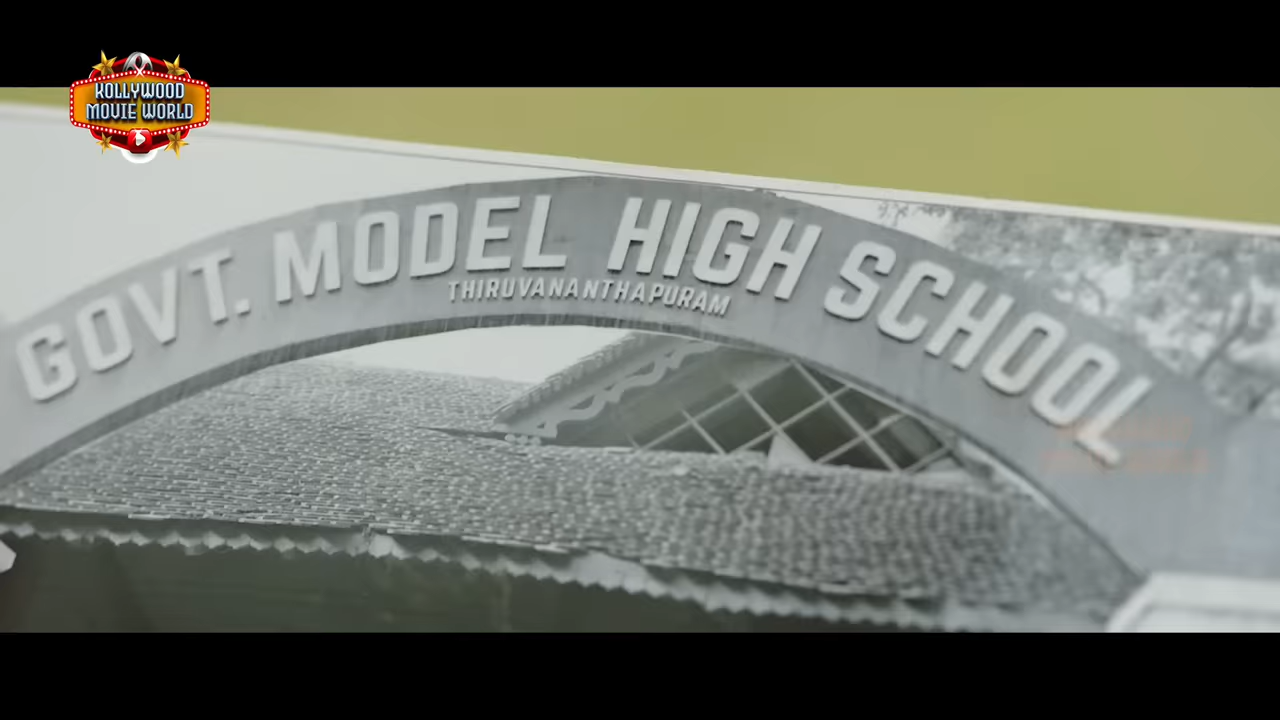 KOLLYWOOD
MOVIE WORLD
GOVT. MODEL HIGH SCHOOL
THIRUVANANTHAPURAM